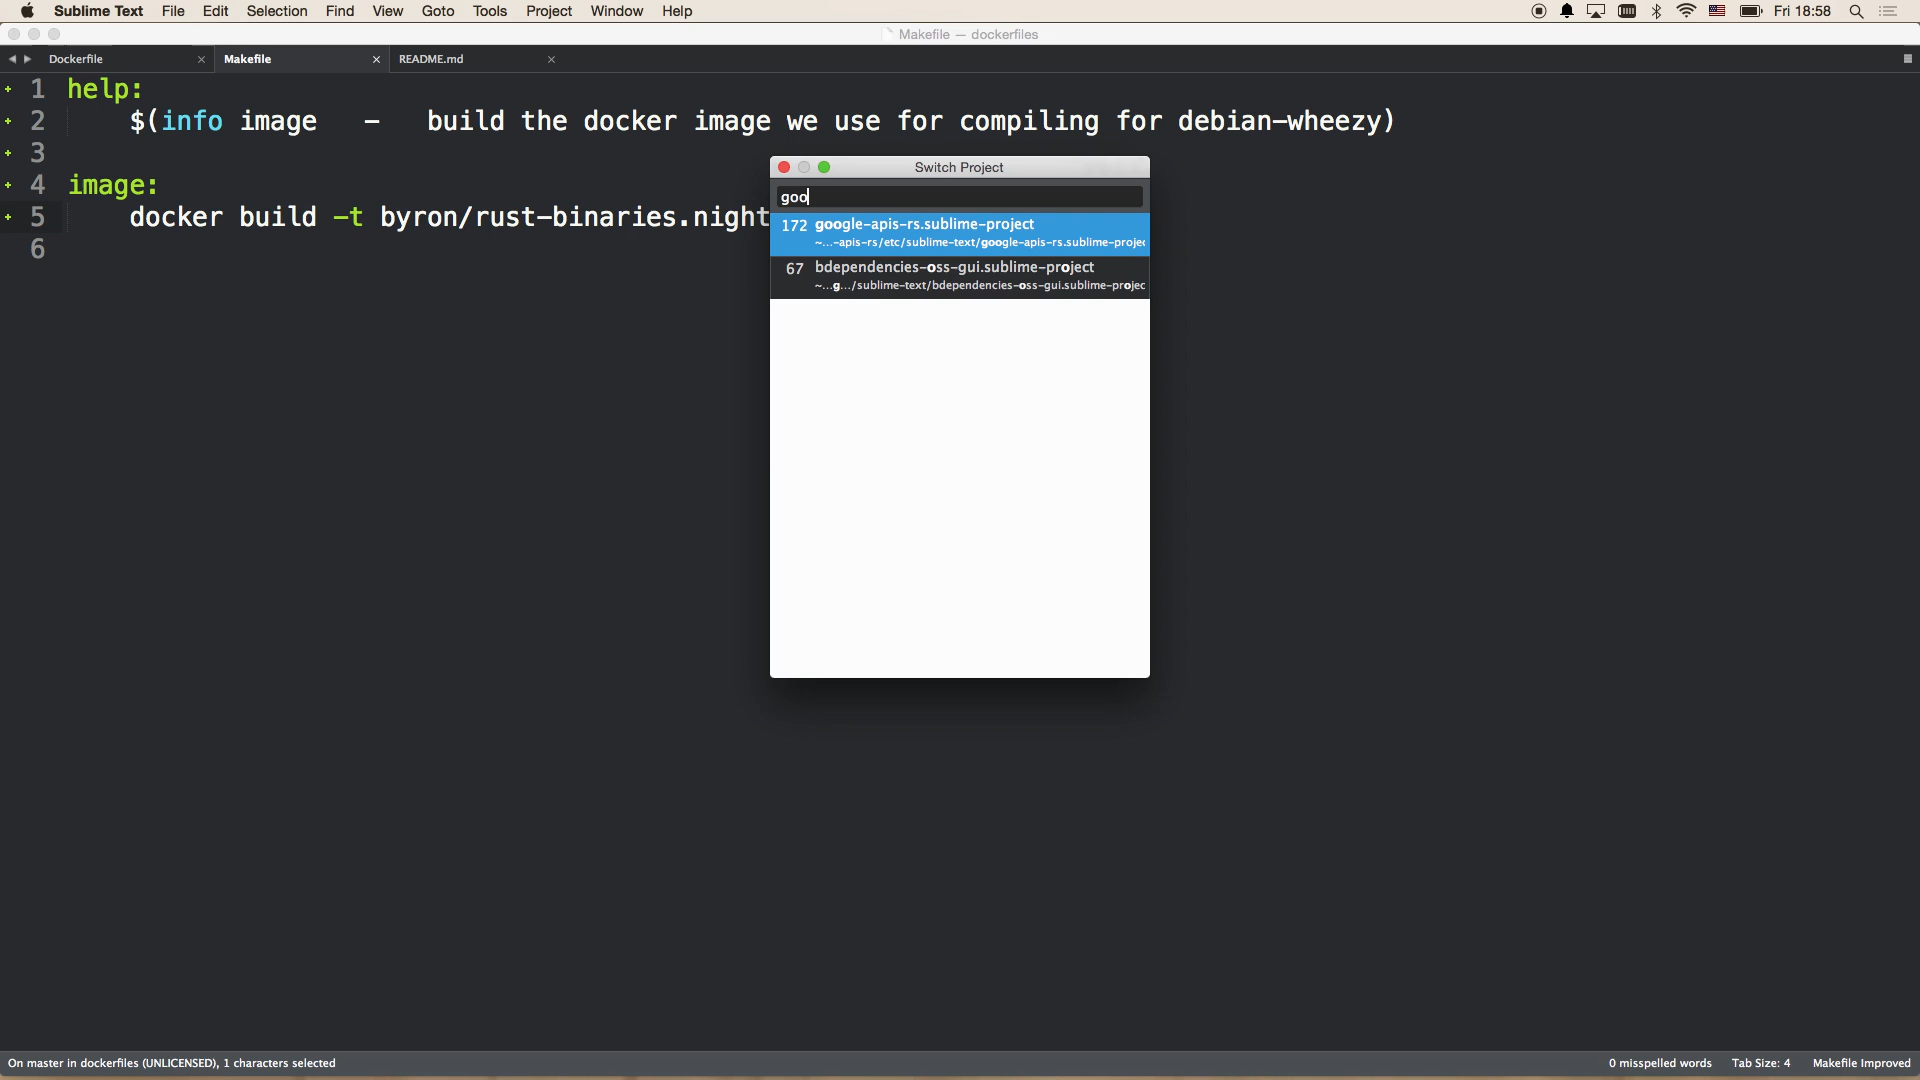 Sublime Text File Edit Selection Find View Goto Tools Project Window Help Fri 18:58
Makefile — dockerfiles
Dockerfile Makefile README.md
1 help:
2 $(info image - build the docker image we use for compiling for debian-wheezy)
3
4 image:
5 docker build -t byron/rust-binaries.night
6
Switch Project
goo
172 google-apis-rs.sublime-project
~...-apis-rs/etc/sublime-text/google-apis-rs.sublime-projec
67 bdependencies-oss-gui.sublime-project
~...g.../sublime-text/bdependencies-oss-gui.sublime-projec
On master in dockerfiles (UNLICENSED), 1 characters selected 0 misspelled words Tab Size: 4 Makefile Improved